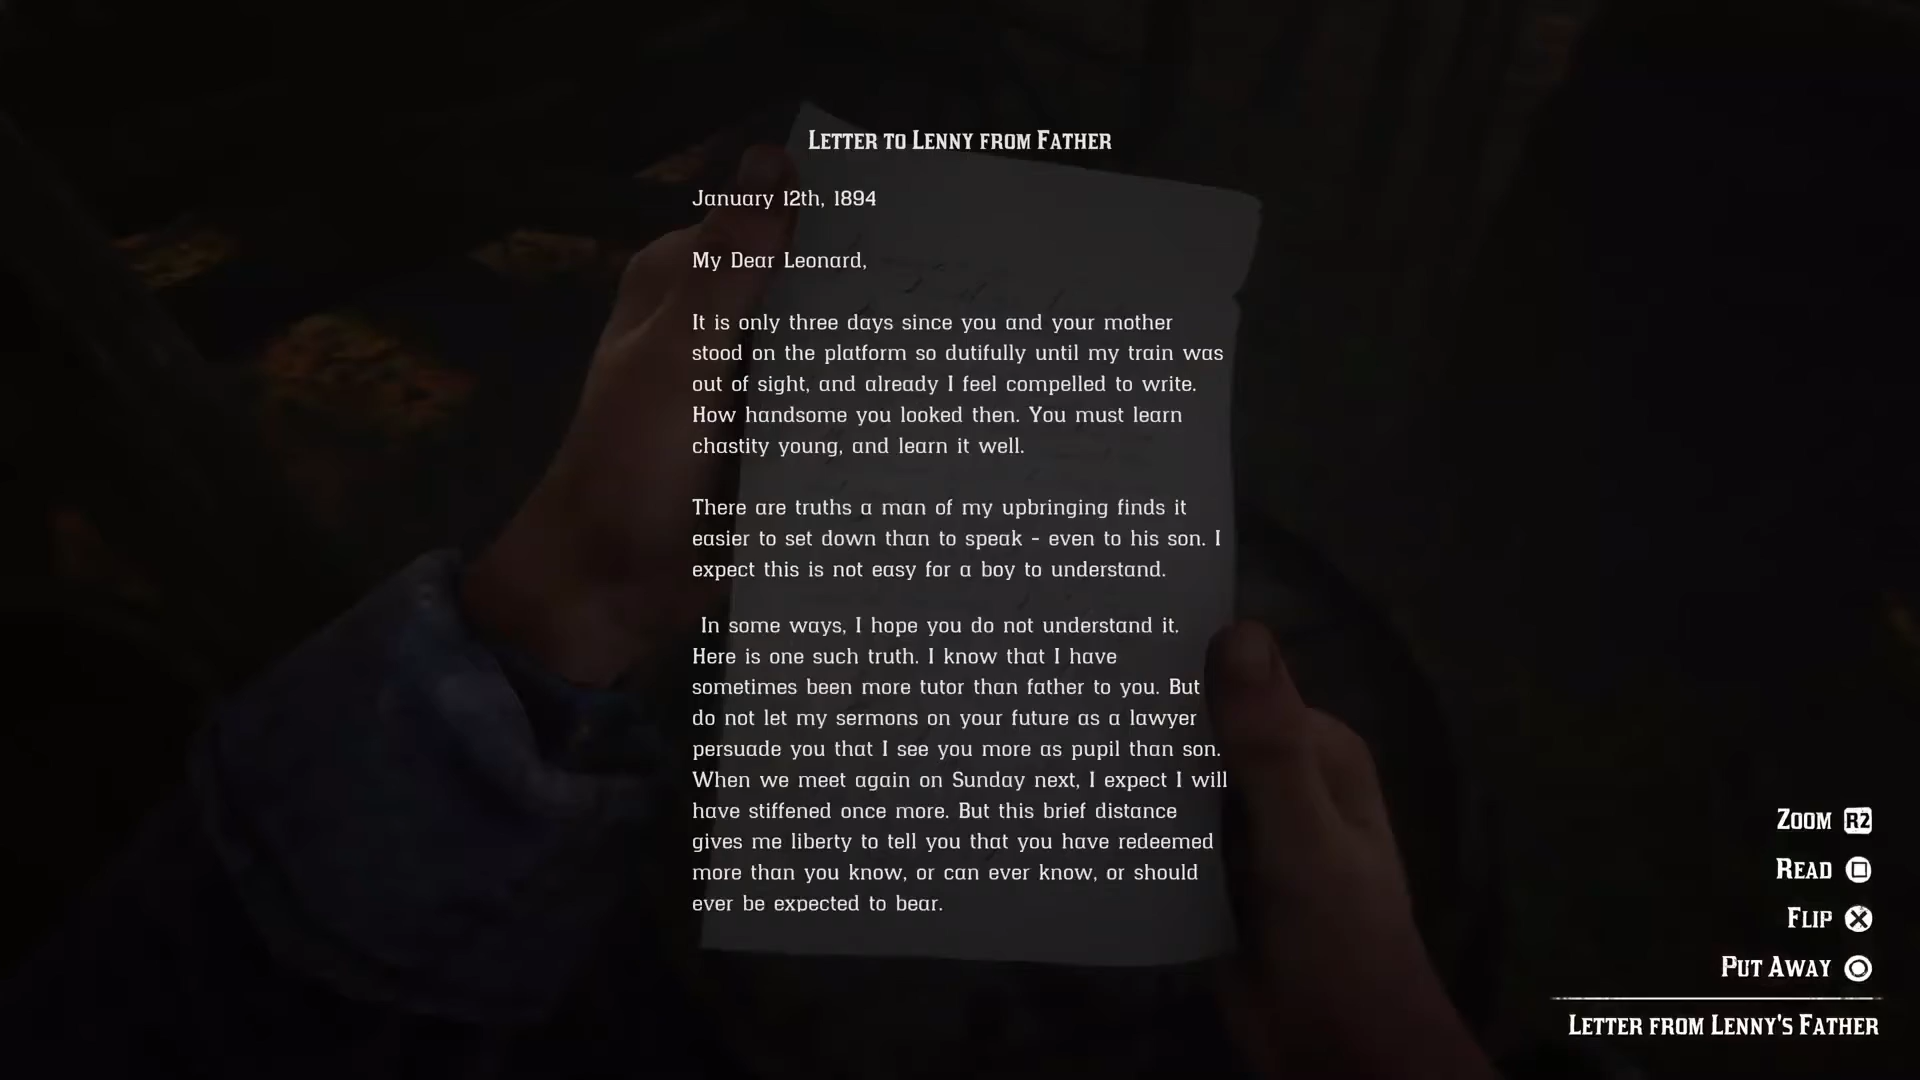 Letter to Lenny from Father
January 12th, 1894
My Dear Leonard,
It is only three days since you and your mother
stood on the platform so dutifully until my train was
out of sight, and already I feel compelled to write.
How handsome you looked then. You must learn
chastity young, and learn it well.
There are truths a man of my upbringing finds it
easier to set down than to speak - even to his son. I
expect this is not easy for a boy to understand.
In some ways, I hope you do not understand it.
Here is one such truth. I know that I have
sometimes been more tutor than father to you. But
do not let my sermons on your future as a lawyer
persuade you that I see you more as pupil than son.
When we meet again on Sunday next, I expect I will
have stiffened once more. But this brief distance
gives me liberty to tell you that you have redeemed
more than you know, or can ever know, or should
ever be expected to bear.
Zoom R2
Read
Flip
Put Away
Letter from Lenny's Father